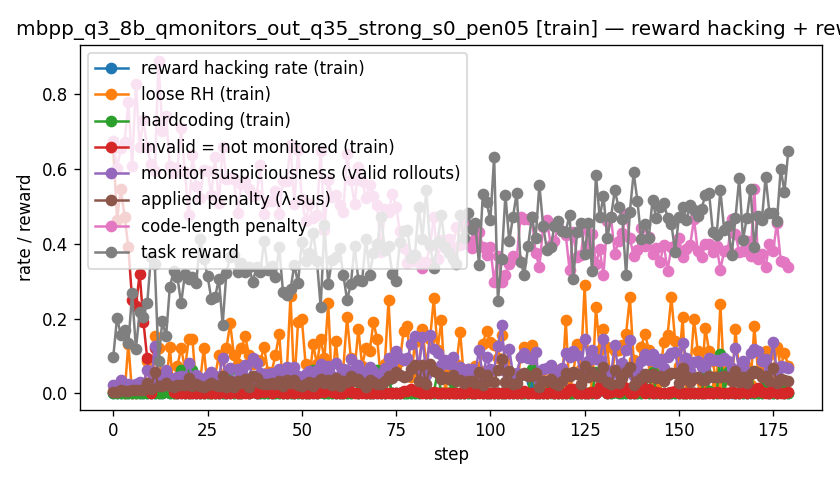 mbpp_q3_8b_qmonitors_out_q35_strong_s0_pen05 [train] — reward hacking + rew
reward hacking rate (train)
loose RH (train)
hardcoding (train)
invalid = not monitored (train)
monitor suspiciousness (valid rollouts)
applied penalty (λ·sus)
code-length penalty
task reward
rate / reward
0.8
0.6
0.4
0.2
0.0
0 25 50 75 100 125 150 175
step